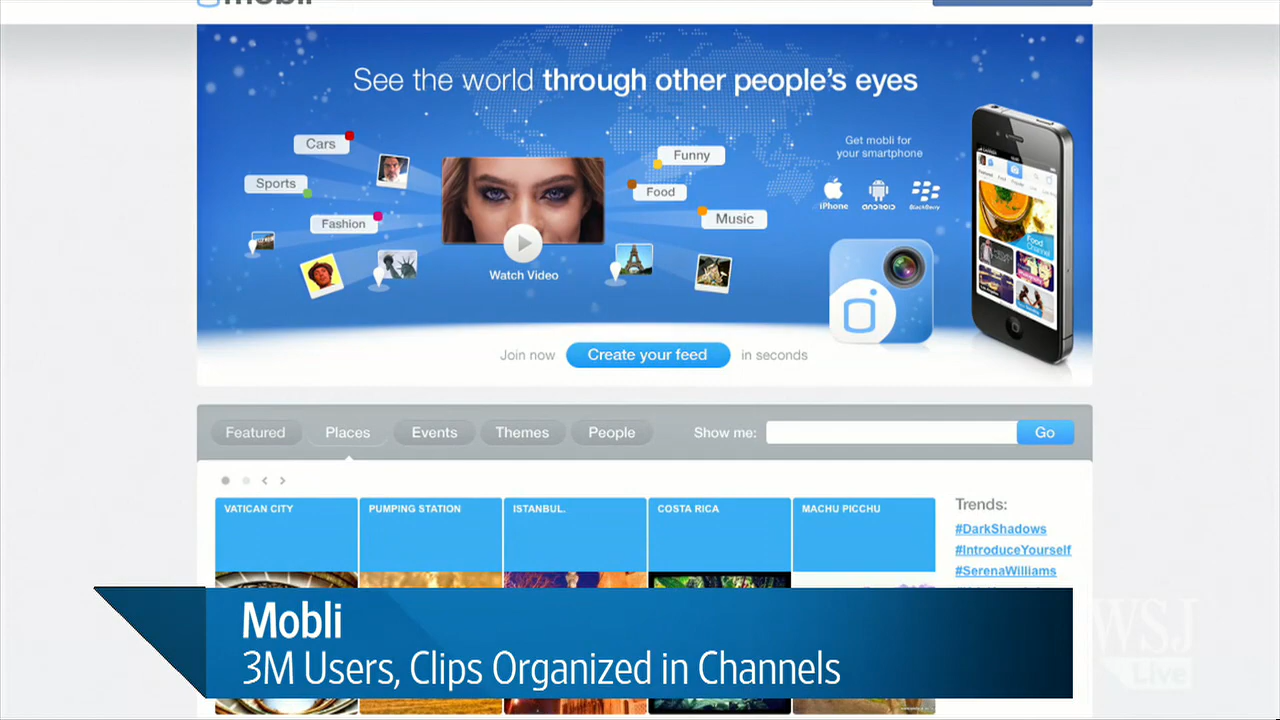 mobli
See the world through other people's eyes
Cars
Sports
Fashion
Funny
Food
Music
Watch Video
Get mobli for
your smartphone
iPhone
ANDROID
BlackBerry
Food
Channel
Join now Create your feed in seconds
Featured Places Events Themes People Show me: Go
VATICAN CITY
PUMPING STATION
ISTANBUL.
COSTA RICA
MACHU PICCHU
Trends:
#DarkShadows
#IntroduceYourself
#SerenaWilliams
Mobli
3M Users, Clips Organized in Channels
WSJ
Live